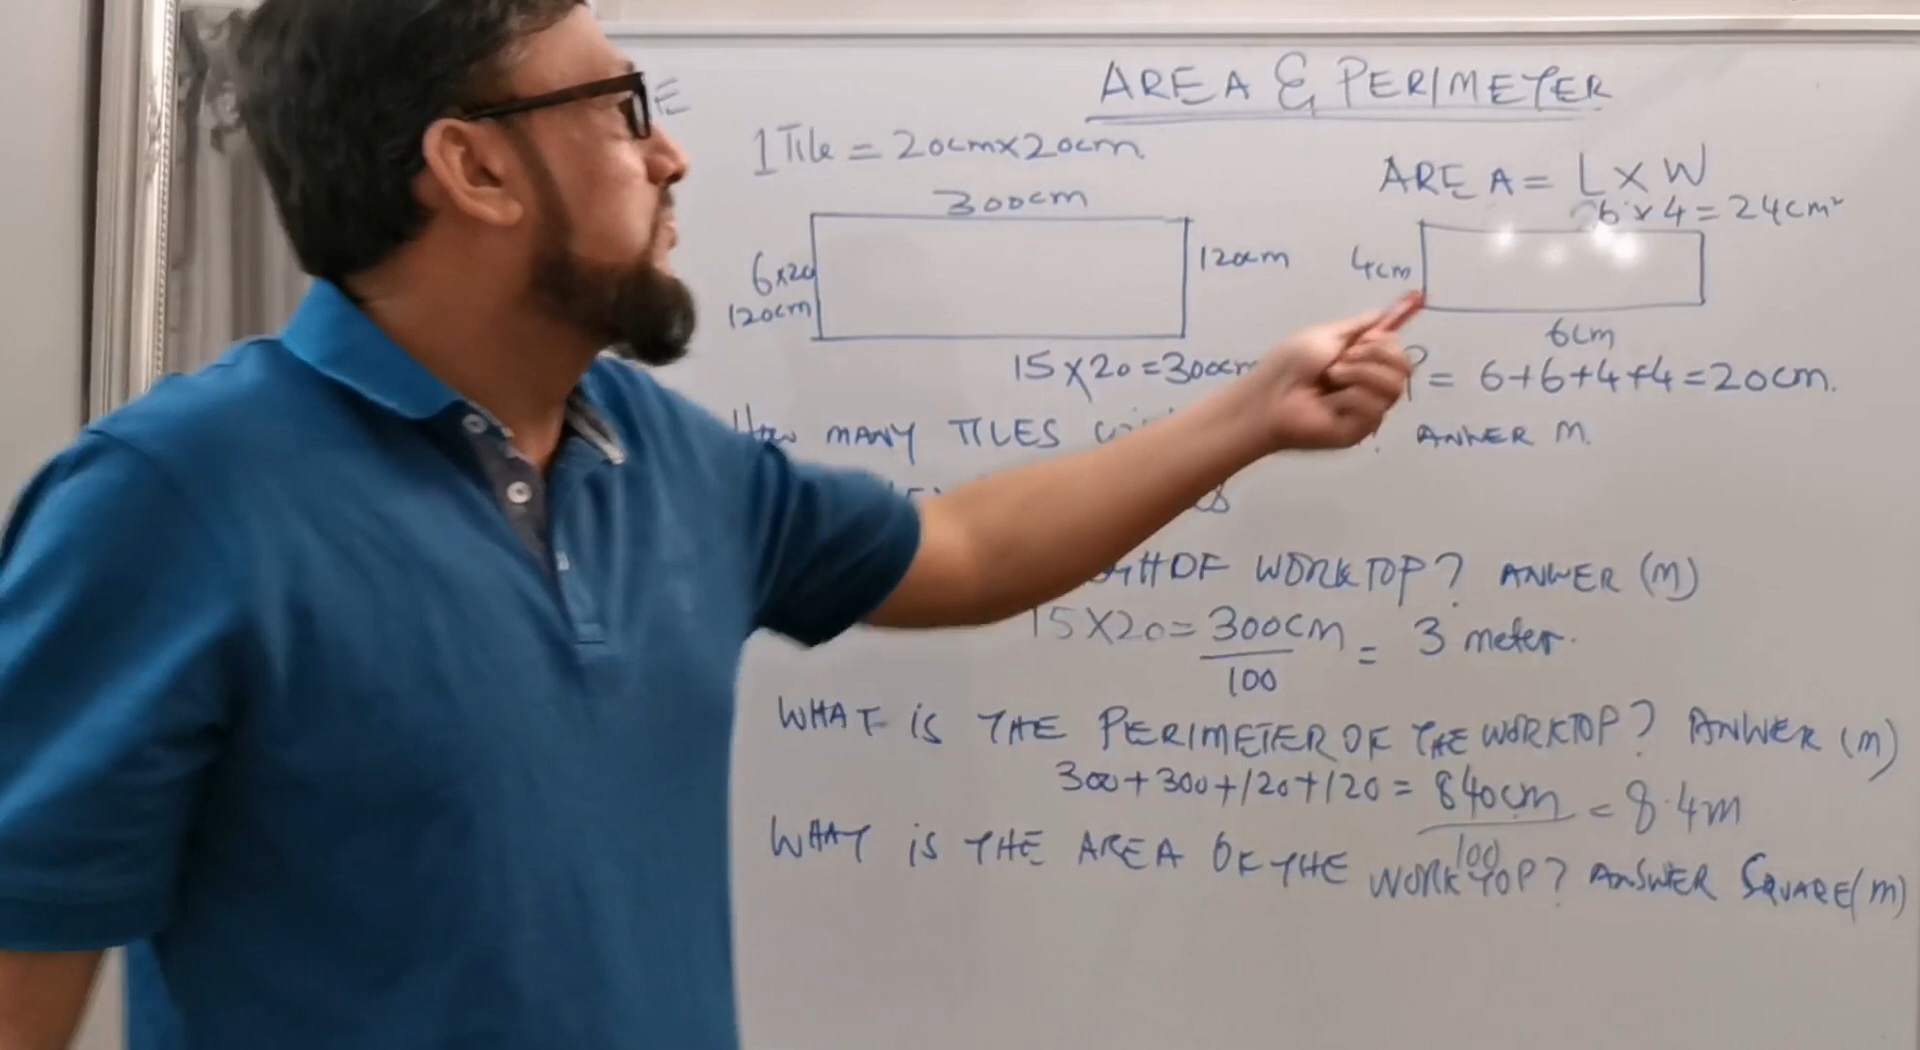 AREA & PERIMETER
1 Tile = 20cm x 20cm
AREA = L X W
300cm
6 x 4 = 24cm²
6x20
120cm
120cm
4cm
6cm
15 x 20 = 300cm
P = 6+6+4+4 = 20cm.
HOW MANY TILES ? ANWER M.
OF WORKTOP? ANWER (M)
15 X 20 = 300cm = 3 meter.
100
WHAT IS THE PERIMETER OF THE WORKTOP? ANWER (M)
300+300+120+120 = 840cm = 8.4m
100
WHAT IS THE AREA OF THE WORKTOP? ANSWER SQUARE (M)